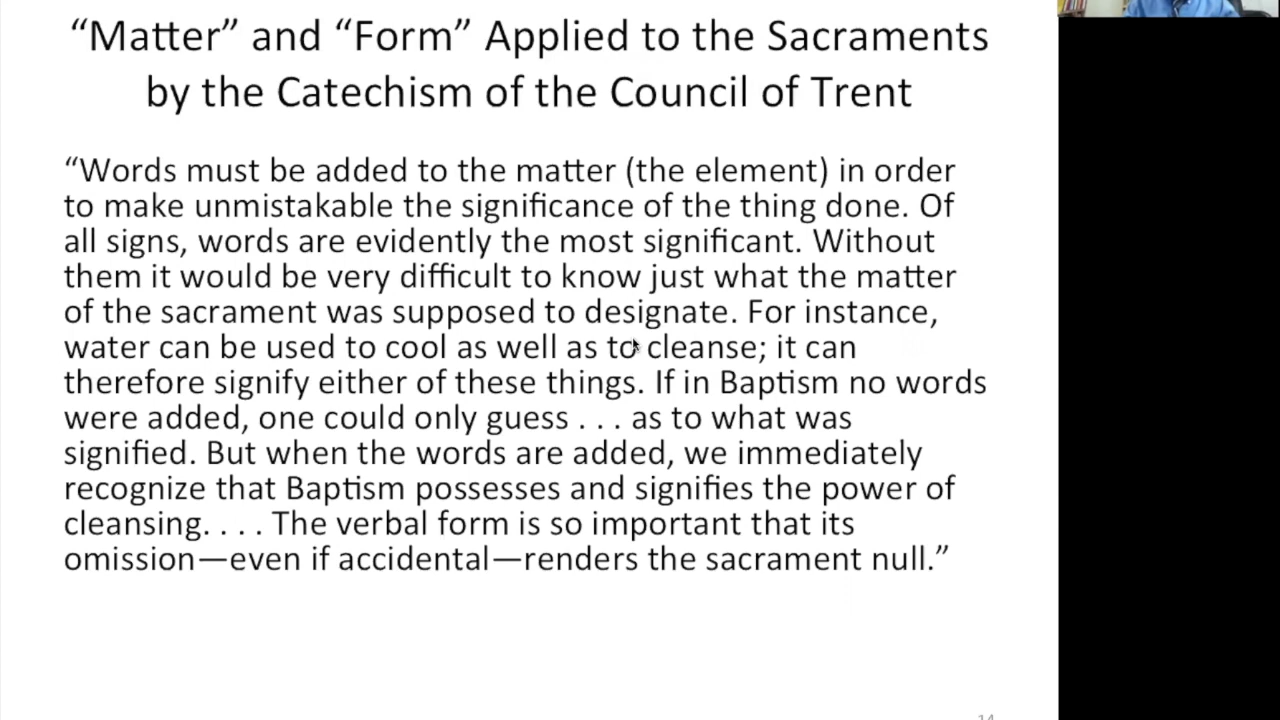 “Matter” and “Form” Applied to the Sacraments
by the Catechism of the Council of Trent
“Words must be added to the matter (the element) in order
to make unmistakable the significance of the thing done. Of
all signs, words are evidently the most significant. Without
them it would be very difficult to know just what the matter
of the sacrament was supposed to designate. For instance,
water can be used to cool as well as to cleanse; it can
therefore signify either of these things. If in Baptism no words
were added, one could only guess . . . as to what was
signified. But when the words are added, we immediately
recognize that Baptism possesses and signifies the power of
cleansing. . . . The verbal form is so important that its
omission—even if accidental—renders the sacrament null.”
14